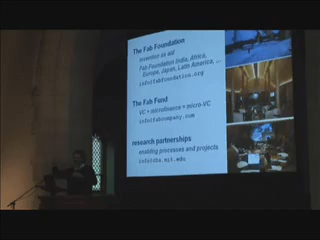 The Fab Foundation
invention as aid
Fab Foundation India, Africa,
Europe, Japan, Latin America, ...
info@fabfoundation.org
The Fab Fund
VC + microfinance = micro-VC
info@fabcompany.com
research partnerships
enabling processes and projects
info@cba.mit.edu